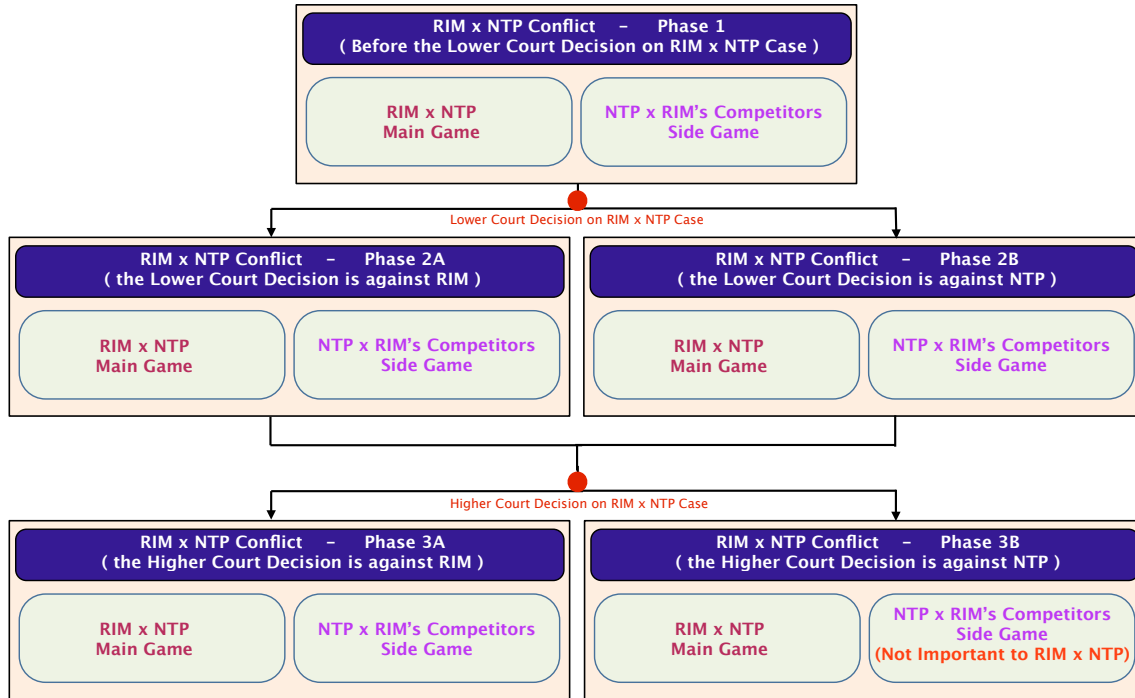 RIM x NTP Conflict – Phase 1
( Before the Lower Court Decision on RIM x NTP Case )
RIM x NTP
Main Game
NTP x RIM's Competitors
Side Game
Lower Court Decision on RIM x NTP Case
RIM x NTP Conflict – Phase 2A
( the Lower Court Decision is against RIM )
RIM x NTP
Main Game
NTP x RIM's Competitors
Side Game
RIM x NTP Conflict – Phase 2B
( the Lower Court Decision is against NTP )
RIM x NTP
Main Game
NTP x RIM's Competitors
Side Game
Higher Court Decision on RIM x NTP Case
RIM x NTP Conflict – Phase 3A
( the Higher Court Decision is against RIM )
RIM x NTP
Main Game
NTP x RIM's Competitors
Side Game
RIM x NTP Conflict – Phase 3B
( the Higher Court Decision is against NTP )
RIM x NTP
Main Game
NTP x RIM's Competitors
Side Game
(Not Important to RIM x NTP)